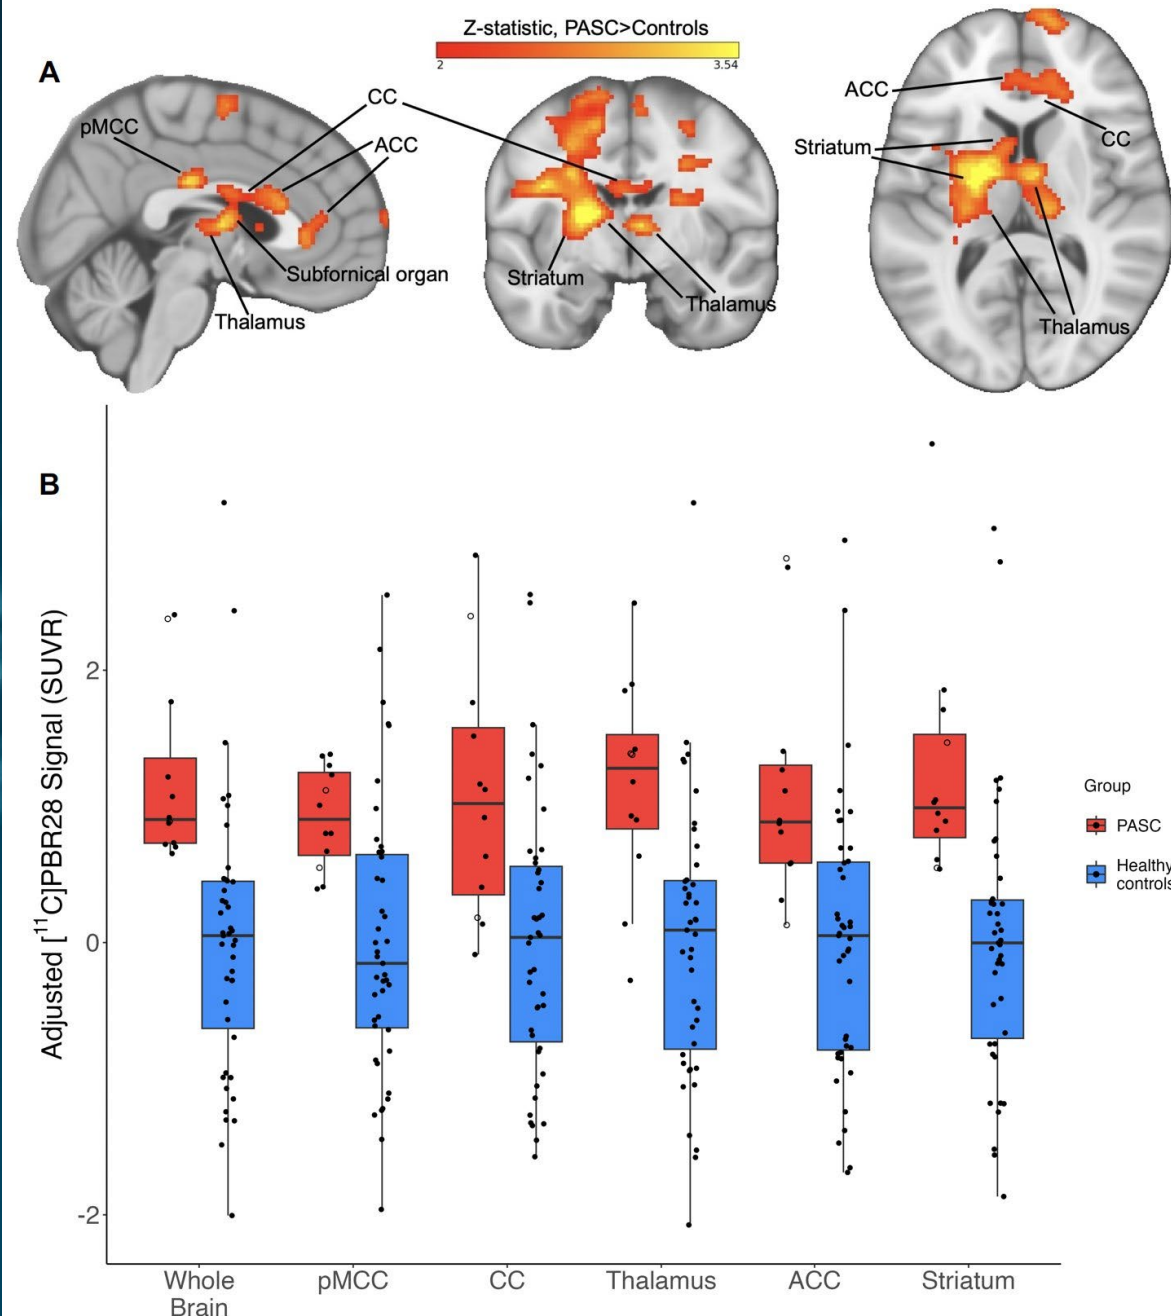 Z-statistic, PASC>Controls
2 3.54
A
CC
pMCC
ACC
Subfornical organ
Thalamus
Striatum
Thalamus
ACC
CC
Striatum
Thalamus
B
Adjusted [¹¹C]PBR28 Signal (SUVR)
2
0
-2
Whole
Brain
pMCC
CC
Thalamus
ACC
Striatum
Group
PASC
Healthy
controls